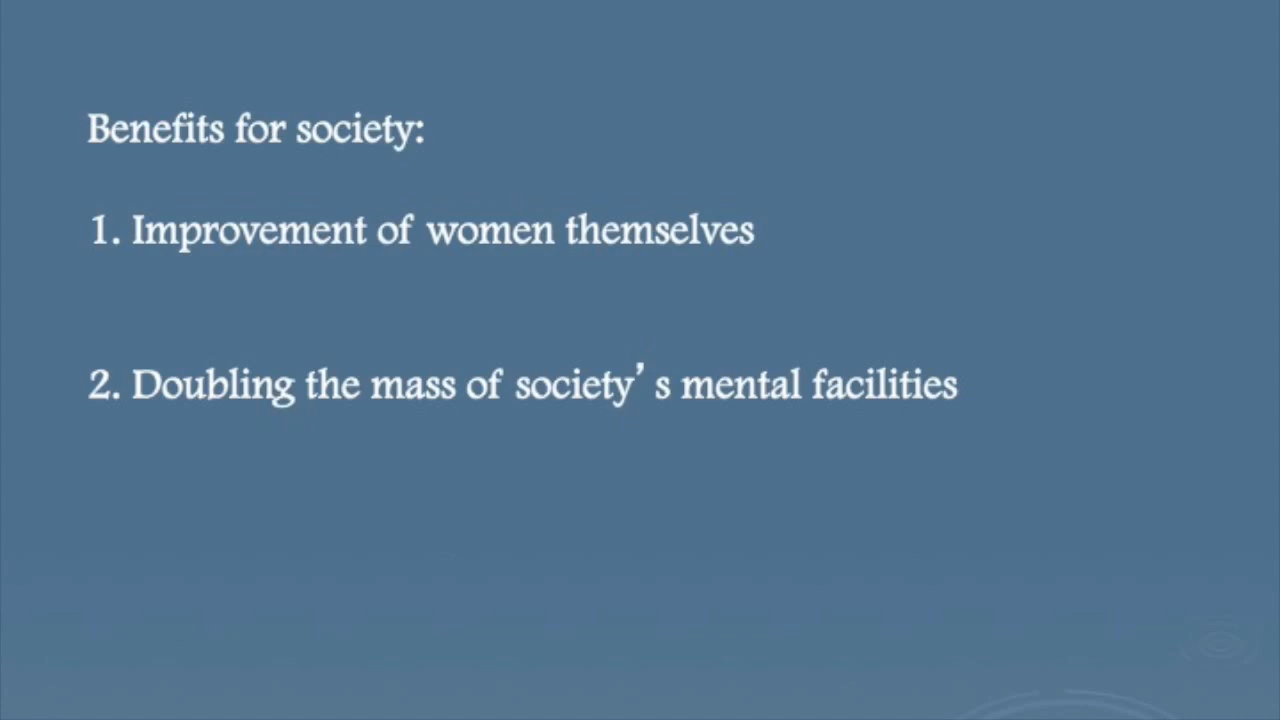 Benefits for society:
1. Improvement of women themselves
2. Doubling the mass of society’s mental facilities